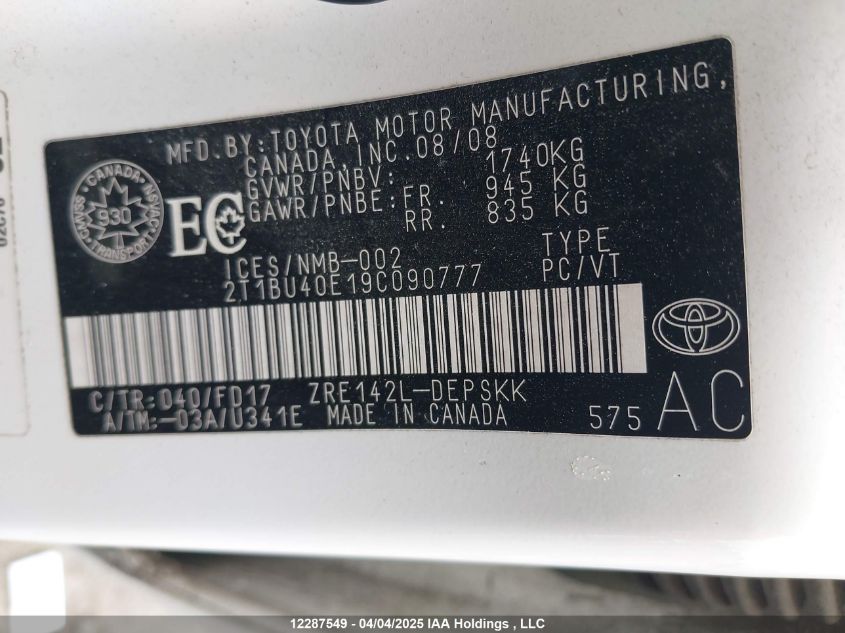 MFD.BY:TOYOTA MOTOR MANUFACTURING,
CANADA, INC.08/08
GVWR/PNBV: 1740KG
GAWR/PNBE:FR. 945 KG
RR. 835 KG
CANADA
930
TRANSPORT
EC
ICES/NMB-002
TYPE
2T1BU40E19C090777
PC/VT
C/TR:040/FD17 ZRE142L-DEPSKK
A/TM:-03A/U341E MADE IN CANADA
575 AC
12287549 - 04/04/2025 IAA Holdings , LLC